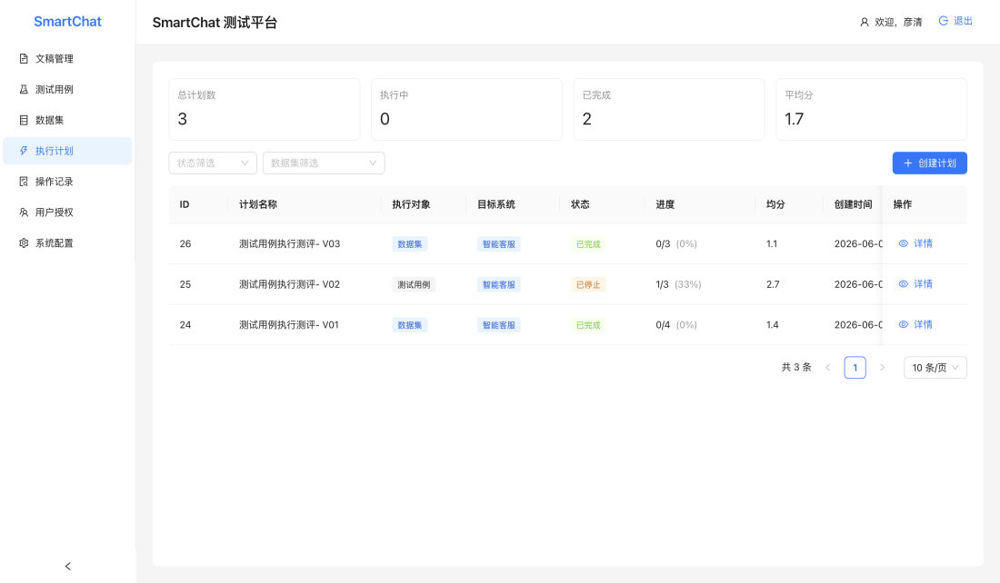 SmartChat
SmartChat 测试平台
欢迎，彦清
退出
文稿管理
测试用例
数据集
执行计划
操作记录
用户授权
系统配置
总计划数
3
执行中
0
已完成
2
平均分
1.7
状态筛选
数据集筛选
创建计划
ID 计划名称 执行对象 目标系统 状态 进度 均分 创建时间 操作
26 测试用例执行测评- V03 数据集 智能客服 已完成 0/3 (0%) 1.1 2026-06-0 详情
25 测试用例执行测评- V02 测试用例 智能客服 已停止 1/3 (33%) 2.7 2026-06-0 详情
24 测试用例执行测评- V01 数据集 智能客服 已完成 0/4 (0%) 1.4 2026-06-0 详情
共 3 条 1 10 条/页